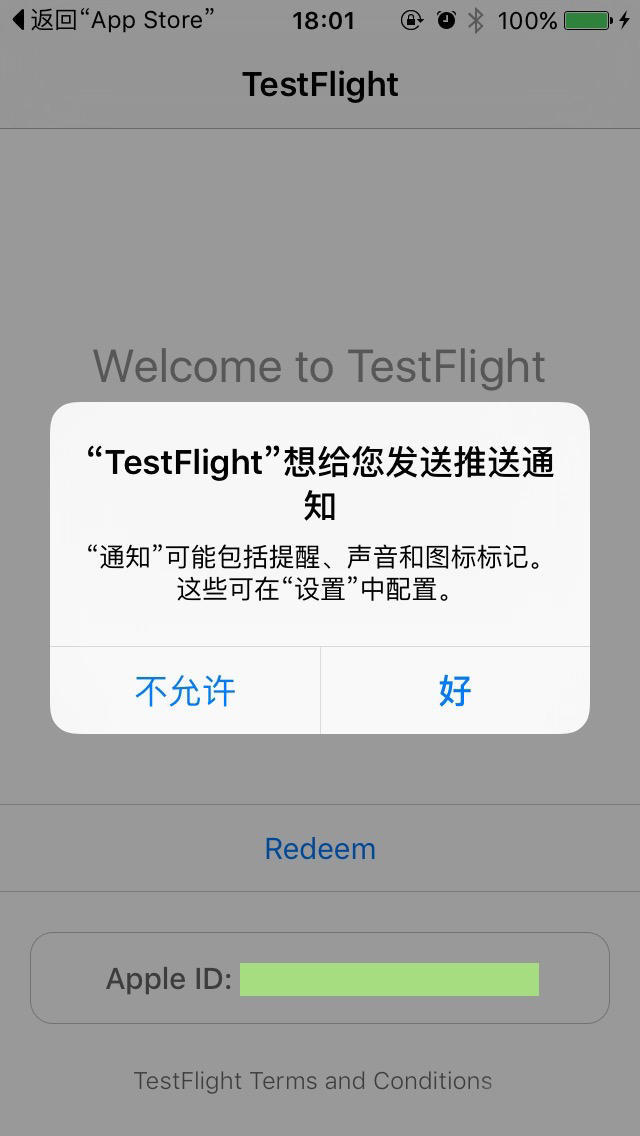 返回“App Store”
18:01
100%
TestFlight
Welcome to TestFlight
“TestFlight”想给您发送推送通
知
“通知”可能包括提醒、声音和图标标记。
这些可在“设置”中配置。
不允许
好
Redeem
Apple ID:
TestFlight Terms and Conditions